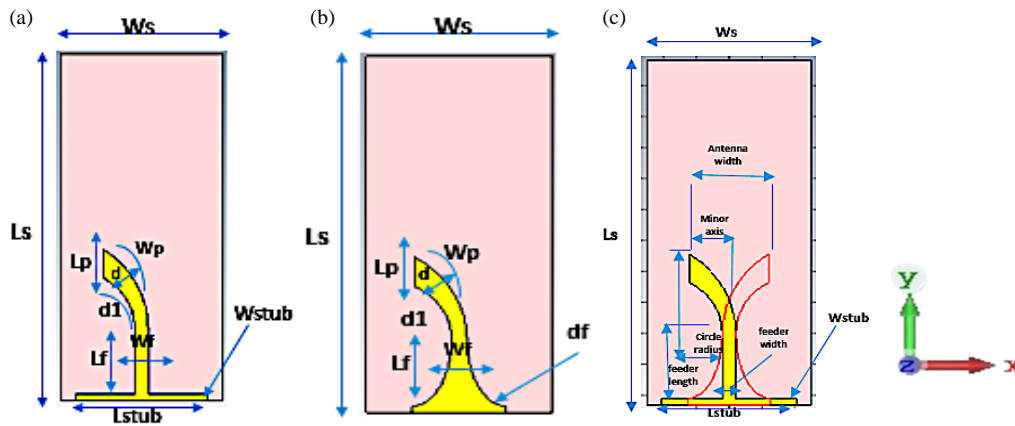 (a)
Ws
Ls
Lp
Wp
d
d1
Wstub
Lf
Wf
Lstub
(b)
Ws
Ls
Lp
Wp
d
d1
df
Lf
Wf
(c)
Ws
Antenna
width
Minor
axis
Ls
Wstub
Circle
radius
feeder
width
feeder
length
Lstub
y
z
x